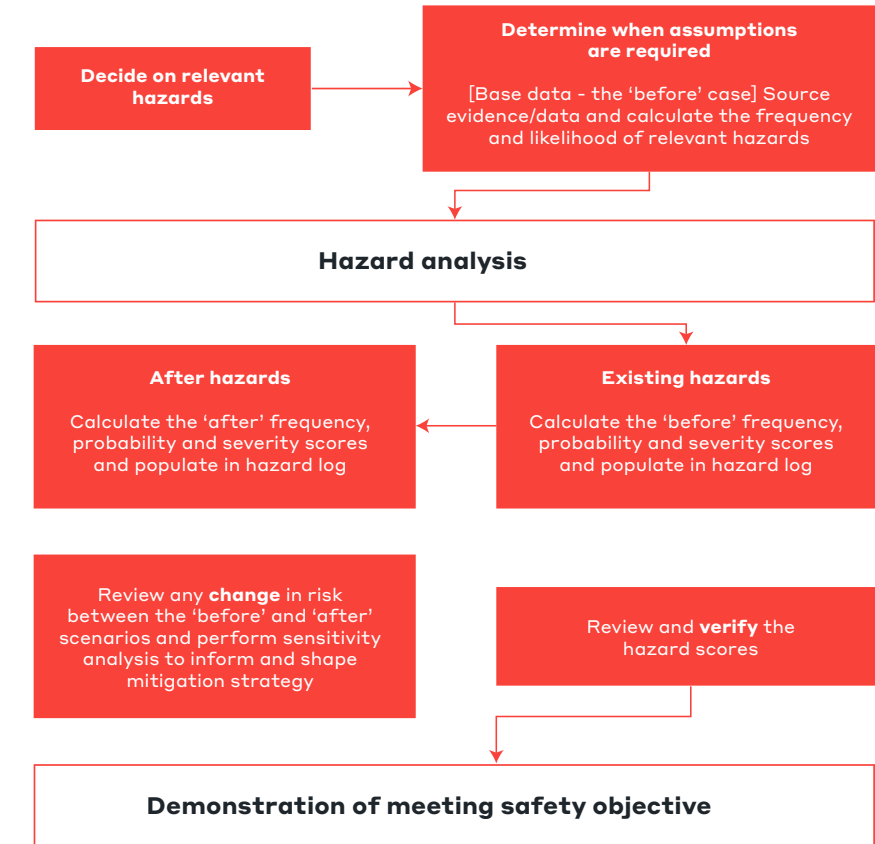 Decide on relevant
hazards
Determine when assumptions
are required
[Base data - the ‘before’ case] Source
evidence/data and calculate the frequency
and likelihood of relevant hazards
Hazard analysis
After hazards
Calculate the ‘after’ frequency,
probability and severity scores
and populate in hazard log
Existing hazards
Calculate the ‘before’ frequency,
probability and severity scores
and populate in hazard log
Review any change in risk
between the ‘before’ and ‘after’
scenarios and perform sensitivity
analysis to inform and shape
mitigation strategy
Review and verify the
hazard scores
Demonstration of meeting safety objective